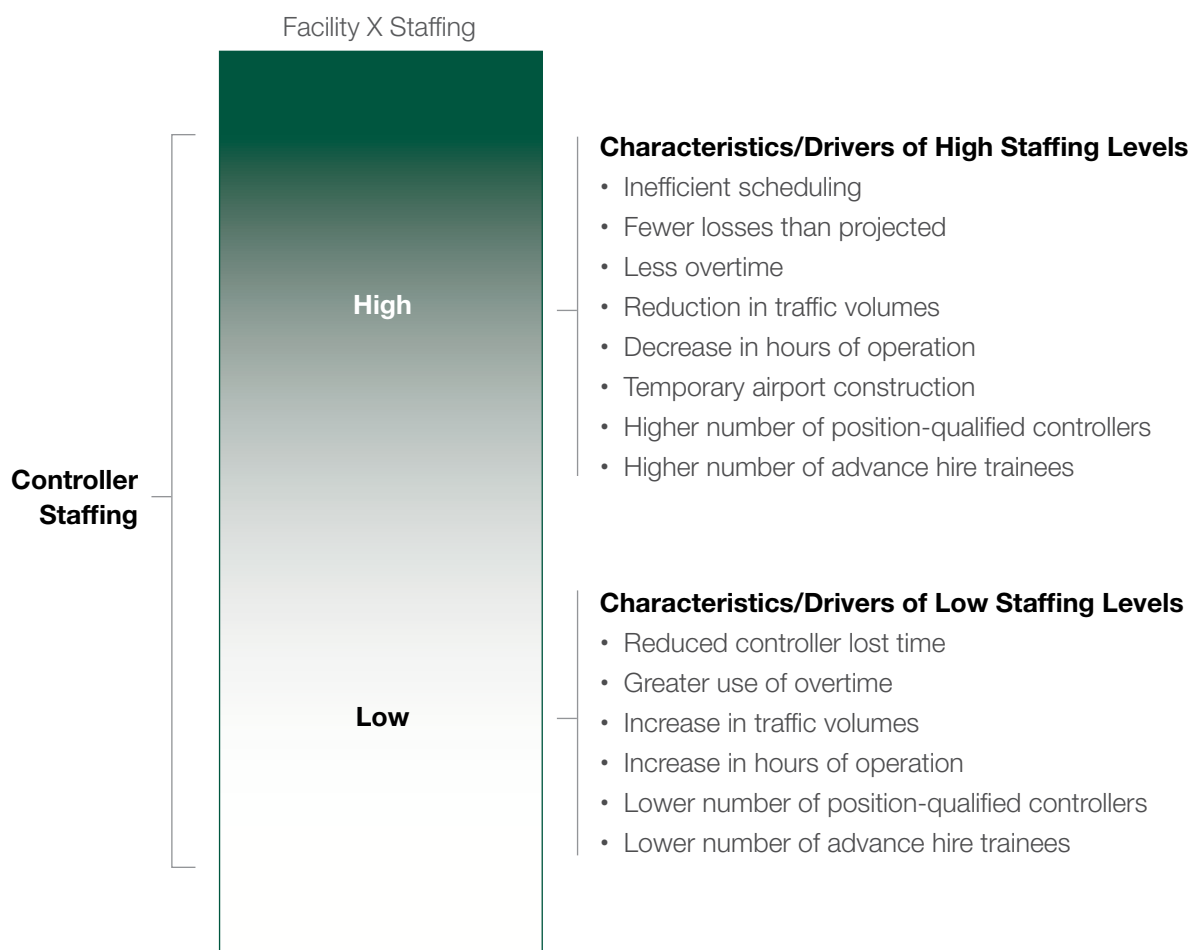 Facility X Staffing
Controller
Staffing
High
Low
Characteristics/Drivers of High Staffing Levels
• Inefficient scheduling
• Fewer losses than projected
• Less overtime
• Reduction in traffic volumes
• Decrease in hours of operation
• Temporary airport construction
• Higher number of position-qualified controllers
• Higher number of advance hire trainees
Characteristics/Drivers of Low Staffing Levels
• Reduced controller lost time
• Greater use of overtime
• Increase in traffic volumes
• Increase in hours of operation
• Lower number of position-qualified controllers
• Lower number of advance hire trainees